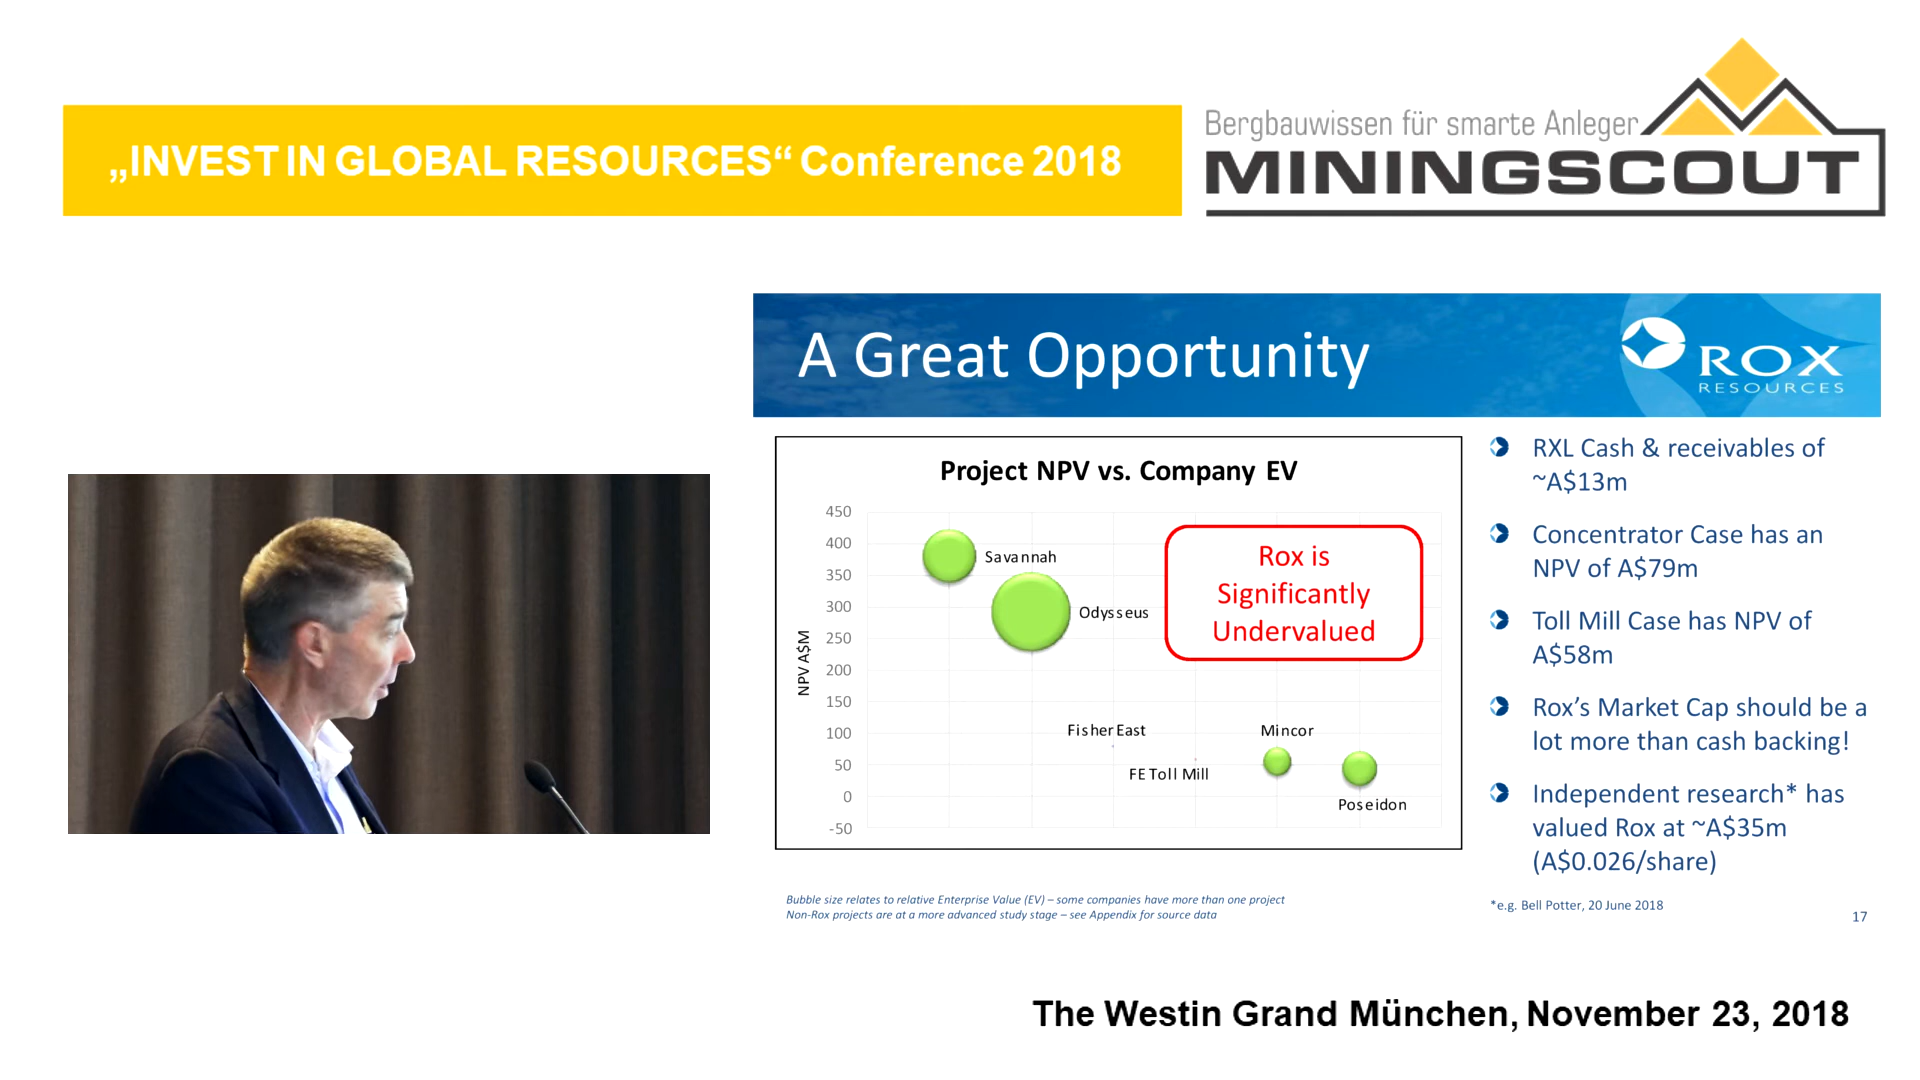 „INVEST IN GLOBAL RESOURCES“ Conference 2018
Bergbauwissen für smarte Anleger
MININGSCOUT
A Great Opportunity
ROX
RESOURCES
Project NPV vs. Company EV
NPV A$M
450
400
350
300
250
200
150
100
50
0
-50
Savannah
Odysseus
Fisher East
FE Toll Mill
Mincor
Poseidon
Rox is
Significantly
Undervalued
Bubble size relates to relative Enterprise Value (EV) – some companies have more than one project
Non-Rox projects are at a more advanced study stage – see Appendix for source data
RXL Cash & receivables of
~A$13m
Concentrator Case has an
NPV of A$79m
Toll Mill Case has NPV of
A$58m
Rox’s Market Cap should be a
lot more than cash backing!
Independent research* has
valued Rox at ~A$35m
(A$0.026/share)
*e.g. Bell Potter, 20 June 2018
17
The Westin Grand München, November 23, 2018